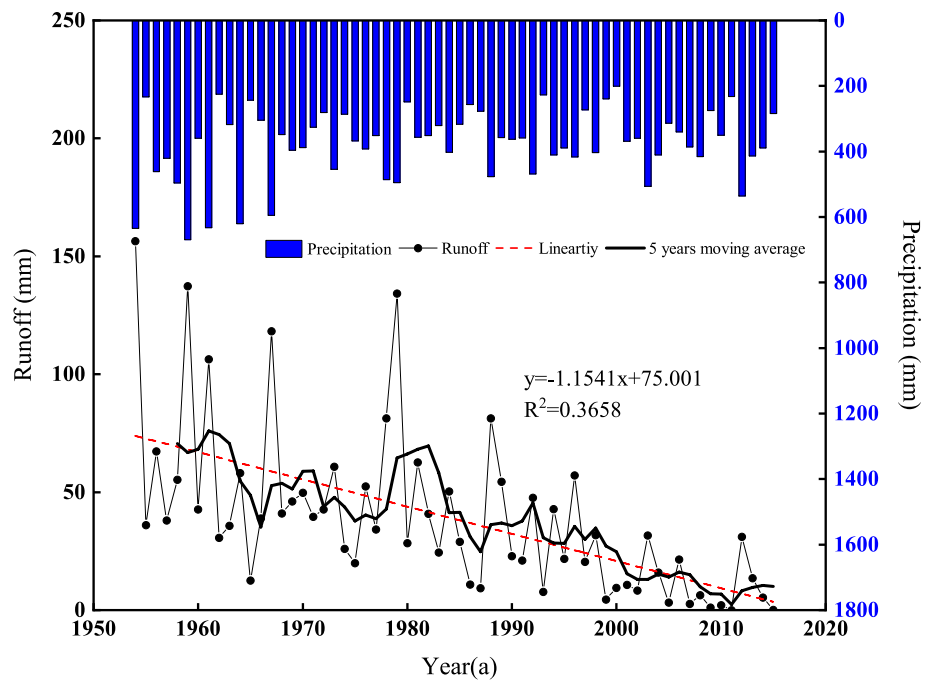 250
200
150
100
50
0
Runoff (mm)
0
200
400
600
800
1000
1200
1400
1600
1800
Precipitation (mm)
Precipitation Runoff Lineartiy 5 years moving average
y=-1.1541x+75.001
R²=0.3658
1950 1960 1970 1980 1990 2000 2010 2020
Year(a)